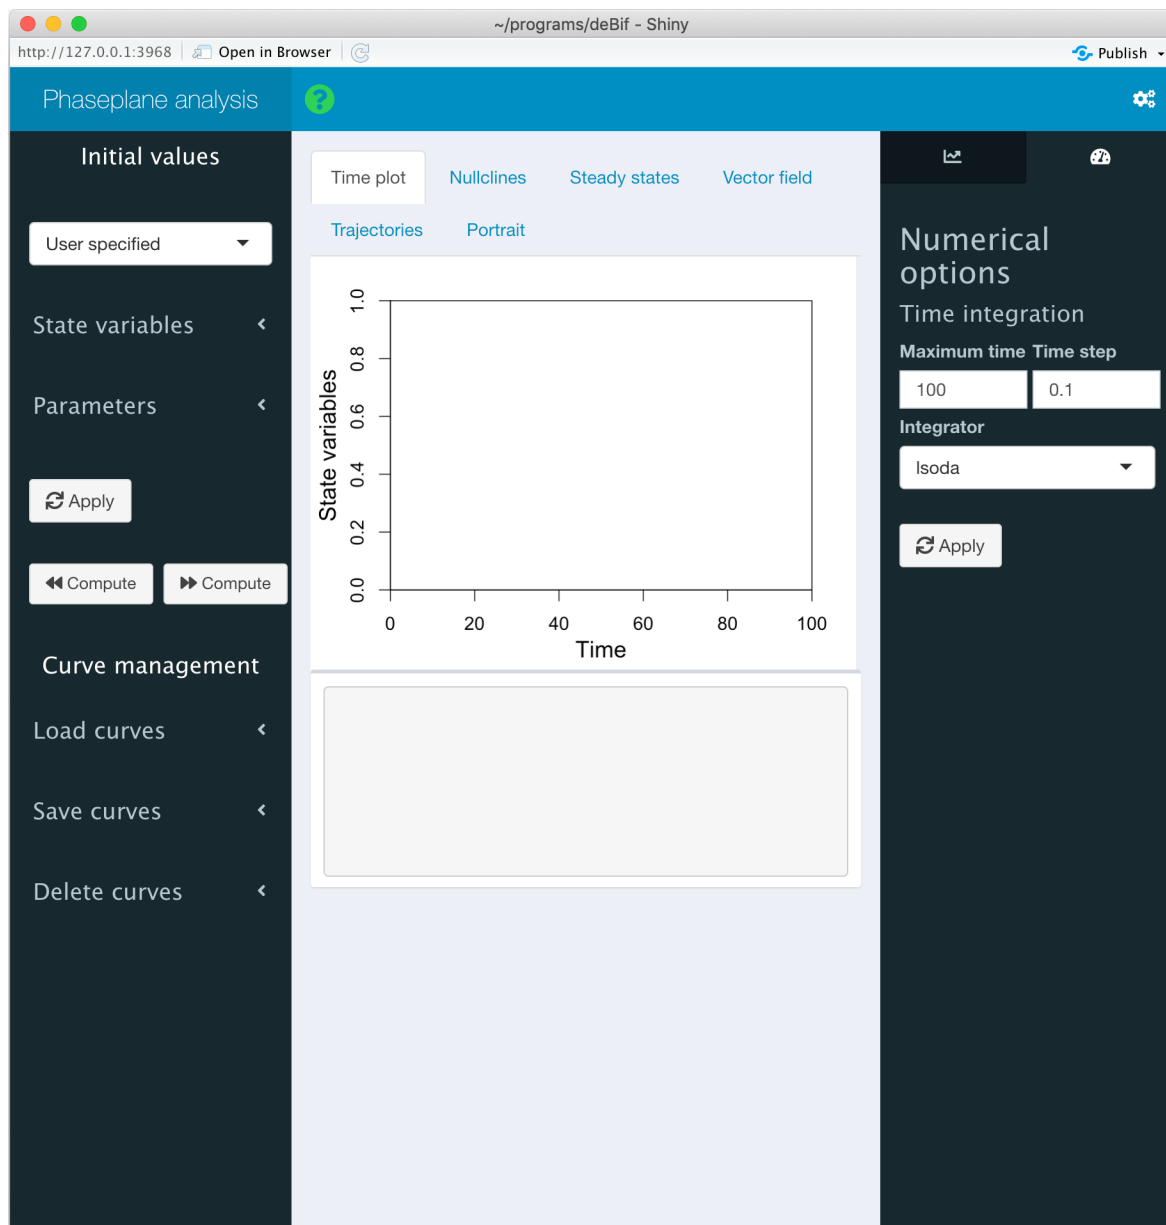 ~/programs/deBif - Shiny
http://127.0.0.1:3968 Open in Browser Publish
Phaseplane analysis
Initial values
User specified
State variables
Parameters
Apply
Compute Compute
Curve management
Load curves
Save curves
Delete curves
Time plot Nullclines Steady states Vector field
Trajectories Portrait
State variables
1.0
0.8
0.6
0.4
0.2
0.0
0 20 40 60 80 100
Time
Numerical
options
Time integration
Maximum time Time step
100 0.1
Integrator
lsoda
Apply